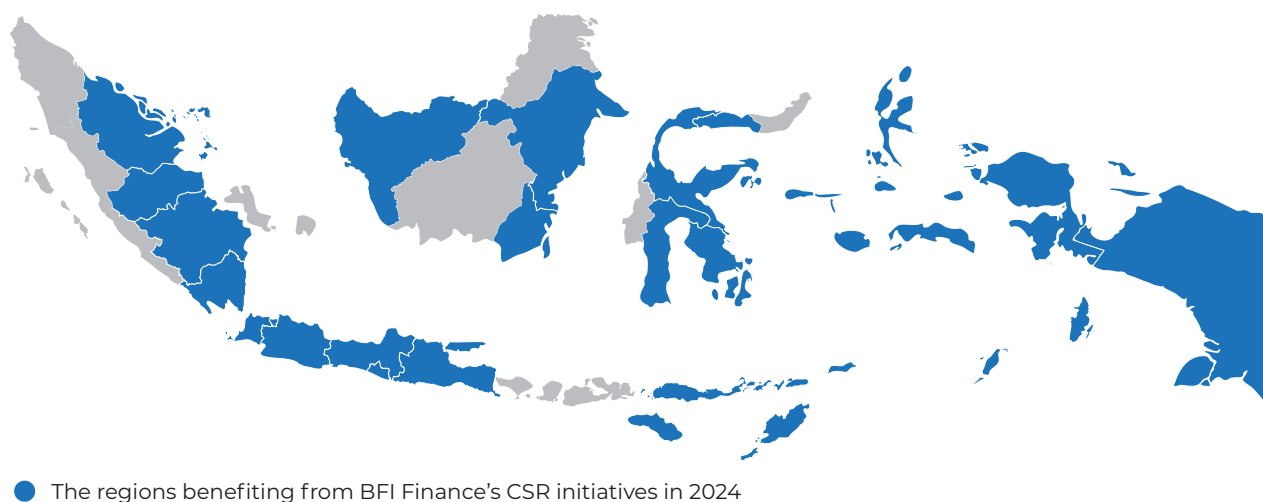 The regions benefiting from BFI Finance’s CSR initiatives in 2024